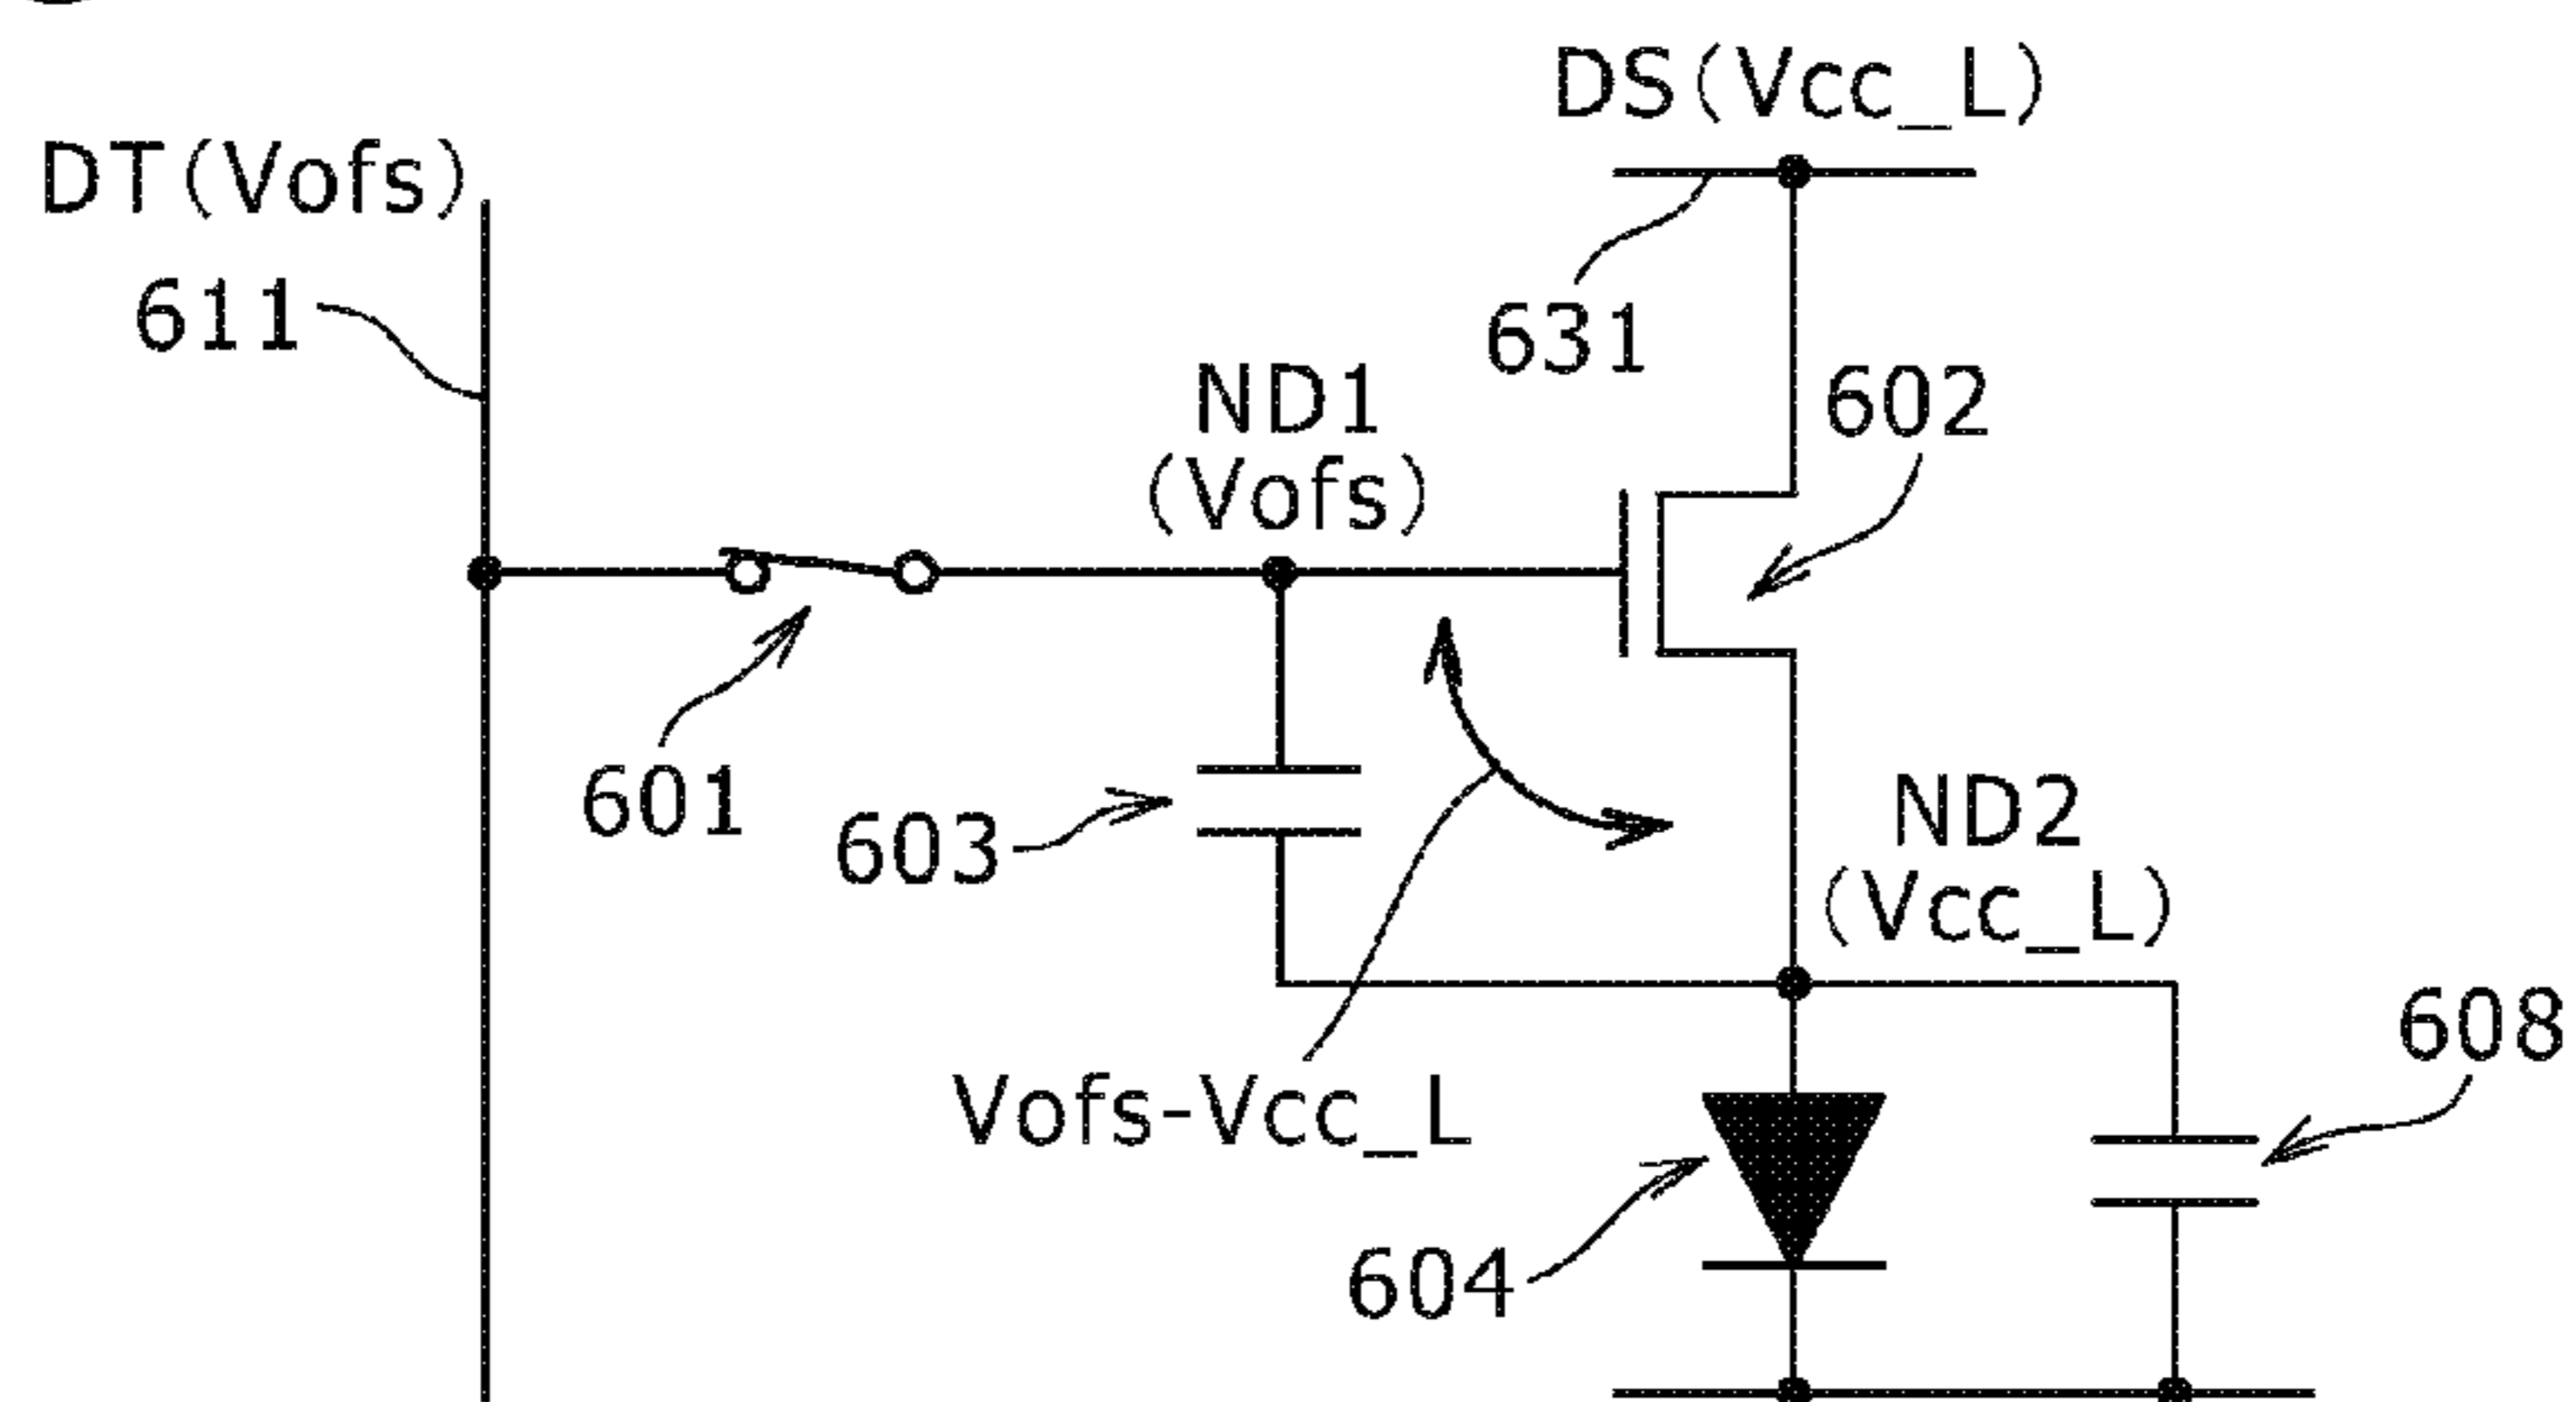 DS(Vcc_L)
DT(Vofs)
611
631
ND1
(Vofs)
602
601
603
ND2
(Vcc_L)
608
Vofs-Vcc_L
604